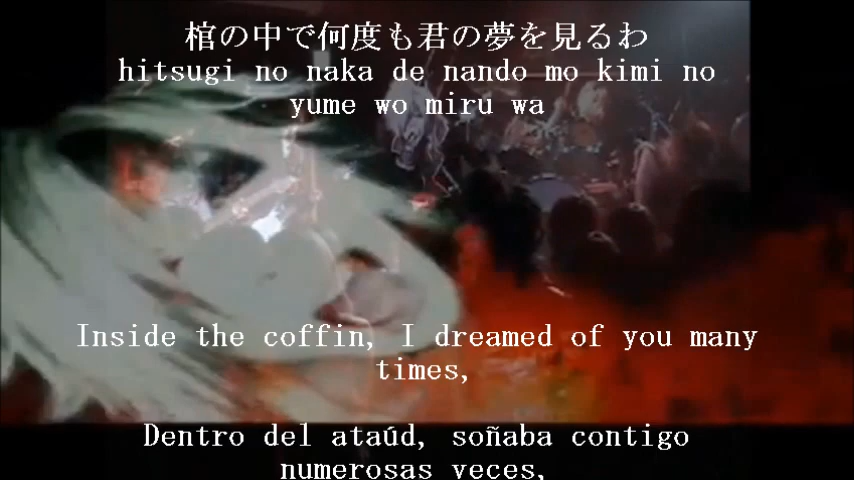 棺の中で何度も君の夢を見るわ
hitsugi no naka de nando mo kimi no
yume wo miru wa
Inside the coffin, I dreamed of you many
times,
Dentro del ataúd, soñaba contigo
numerosas veces,